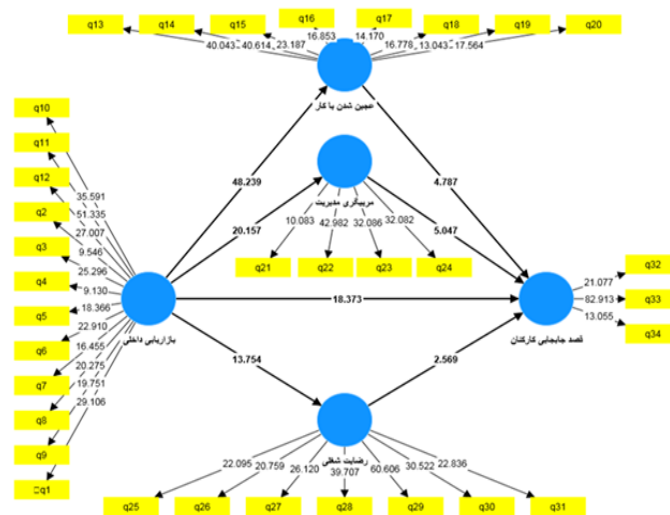 q13
q14
q15
q16
q17
q18
q19
q20
40.043
40.614
23.187
16.853
14.170
16.778
13.043
17.564
عجین شدن با کار
q10
q11
q12
q2
q3
q4
q5
q6
q7
q8
q9
q1
35.591
51.335
27.007
9.546
25.296
9.130
18.366
22.910
16.455
20.275
19.751
29.106
بازاریابی داخلی
48.239
20.157
18.373
13.754
4.787
5.047
2.569
مربیگری مدیریت
10.083
42.982
32.086
32.082
q21
q22
q23
q24
قصد جابجایی کارکنان
21.077
82.913
13.055
q32
q33
q34
رضایت شغلی
22.095
20.759
26.120
39.707
60.606
30.522
22.836
q25
q26
q27
q28
q29
q30
q31